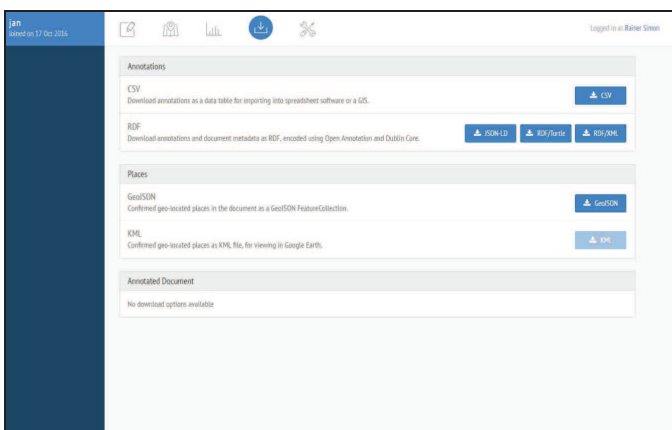 jan
Joined on 17 Oct 2016
Logged in as Rainer Simon
Annotations
CSV
Download annotations as a data table for importing into spreadsheet software or a GIS.
CSV
RDF
Download annotations and document metadata as RDF, encoded using Open Annotation and Dublin Core.
JSON-LD
RDF/Turtle
RDF/XML
Places
GeoJSON
Confirmed geo-located places in the document as a GeoJSON FeatureCollection.
GeoJSON
KML
Confirmed geo-located places as KML file, for viewing in Google Earth.
KML
Annotated Document
No download options available